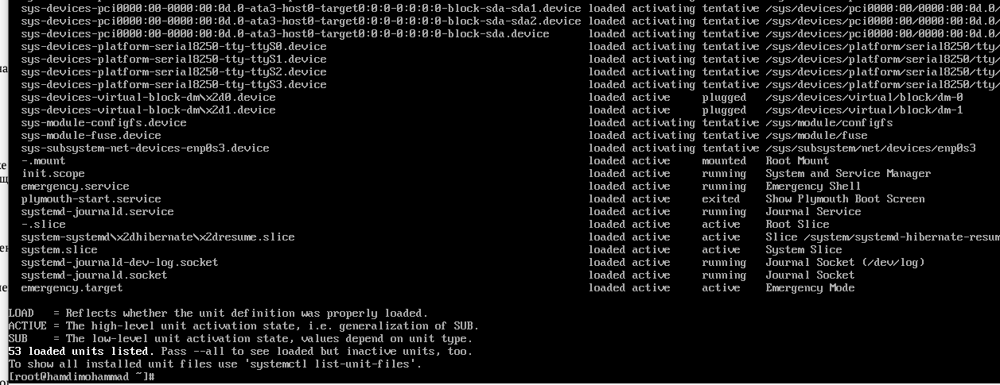 sys-devices-pci0000:00-0000:00:0d.0-ata3-host0-target0:0:0-0:0:0:0-block-sda-sda1.device loaded activating tentative /sys/devices/pci0000:00/0000:00:0d.0/
sys-devices-pci0000:00-0000:00:0d.0-ata3-host0-target0:0:0-0:0:0:0-block-sda-sda2.device loaded activating tentative /sys/devices/pci0000:00/0000:00:0d.0/
sys-devices-pci0000:00-0000:00:0d.0-ata3-host0-target0:0:0-0:0:0:0-block-sda.device loaded activating tentative /sys/devices/pci0000:00/0000:00:0d.0/
sys-devices-platform-serial8250-tty-ttyS0.device loaded activating tentative /sys/devices/platform/serial8250/tty/
sys-devices-platform-serial8250-tty-ttyS1.device loaded activating tentative /sys/devices/platform/serial8250/tty/
sys-devices-platform-serial8250-tty-ttyS2.device loaded activating tentative /sys/devices/platform/serial8250/tty/
sys-devices-platform-serial8250-tty-ttyS3.device loaded activating tentative /sys/devices/platform/serial8250/tty/
sys-devices-virtual-block-dm\x2d0.device loaded active plugged /sys/devices/virtual/block/dm-0
sys-devices-virtual-block-dm\x2d1.device loaded active plugged /sys/devices/virtual/block/dm-1
sys-module-configfs.device loaded activating tentative /sys/module/configfs
sys-module-fuse.device loaded activating tentative /sys/module/fuse
sys-subsystem-net-devices-enp0s3.device loaded activating tentative /sys/subsystem/net/devices/enp0s3
-.mount loaded active mounted Root Mount
init.scope loaded active running System and Service Manager
emergency.service loaded active running Emergency Shell
plymouth-start.service loaded active exited Show Plymouth Boot Screen
systemd-journald.service loaded active running Journal Service
-.slice loaded active active Root Slice
system-systemd\x2dhibernate\x2dresume.slice loaded active active Slice /system/systemd-hibernate-resum
system.slice loaded active active System Slice
systemd-journald-dev-log.socket loaded active running Journal Socket (/dev/log)
systemd-journald.socket loaded active running Journal Socket
emergency.target loaded active active Emergency Mode
LOAD = Reflects whether the unit definition was properly loaded.
ACTIVE = The high-level unit activation state, i.e. generalization of SUB.
SUB = The low-level unit activation state, values depend on unit type.
53 loaded units listed. Pass --all to see loaded but inactive units, too.
To show all installed unit files use 'systemctl list-unit-files'.
[root@hamdimohammad ~]#